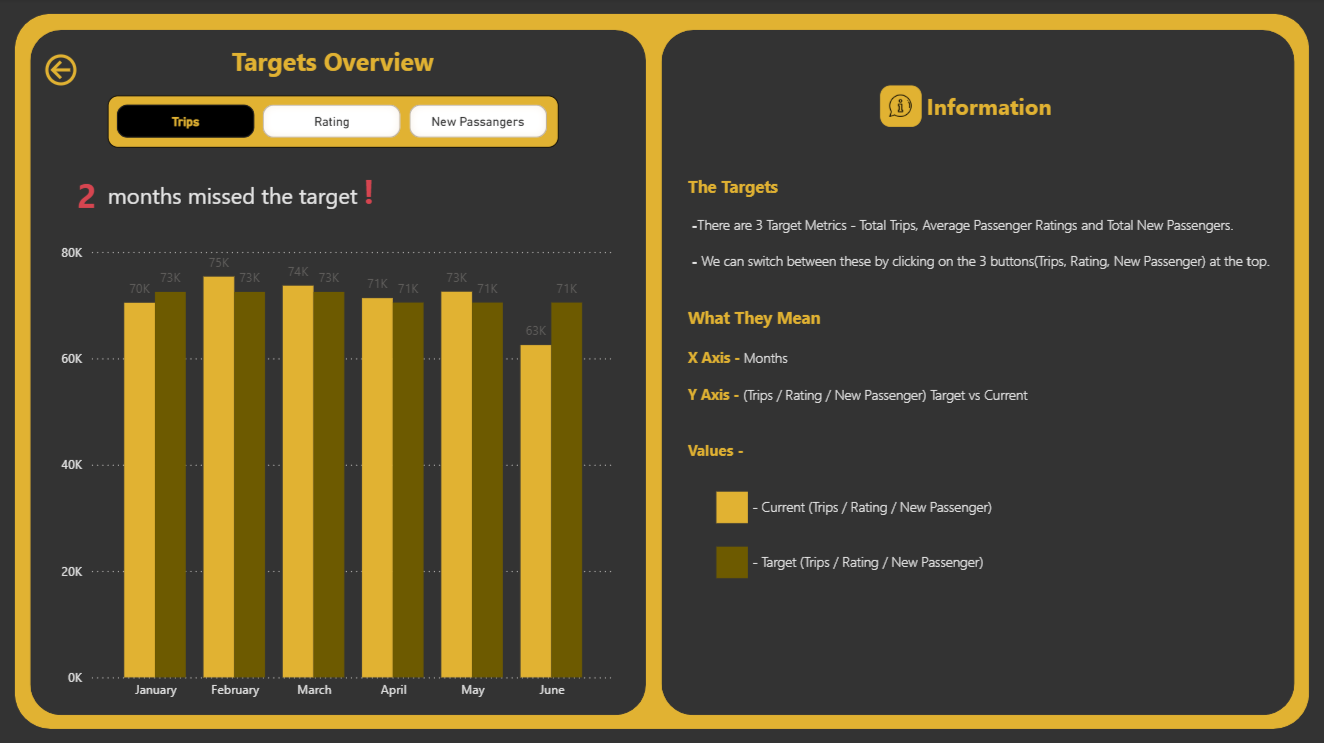 Targets Overview
Trips Rating New Passangers
2 months missed the target !
80K
60K
40K
20K
0K
70K 73K 75K 73K 74K 73K 71K 71K 73K 71K 63K 71K
January February March April May June
Information
The Targets
-There are 3 Target Metrics - Total Trips, Average Passenger Ratings and Total New Passengers.
- We can switch between these by clicking on the 3 buttons(Trips, Rating, New Passenger) at the top.
What They Mean
X Axis - Months
Y Axis - (Trips / Rating / New Passenger) Target vs Current
Values -
- Current (Trips / Rating / New Passenger)
- Target (Trips / Rating / New Passenger)